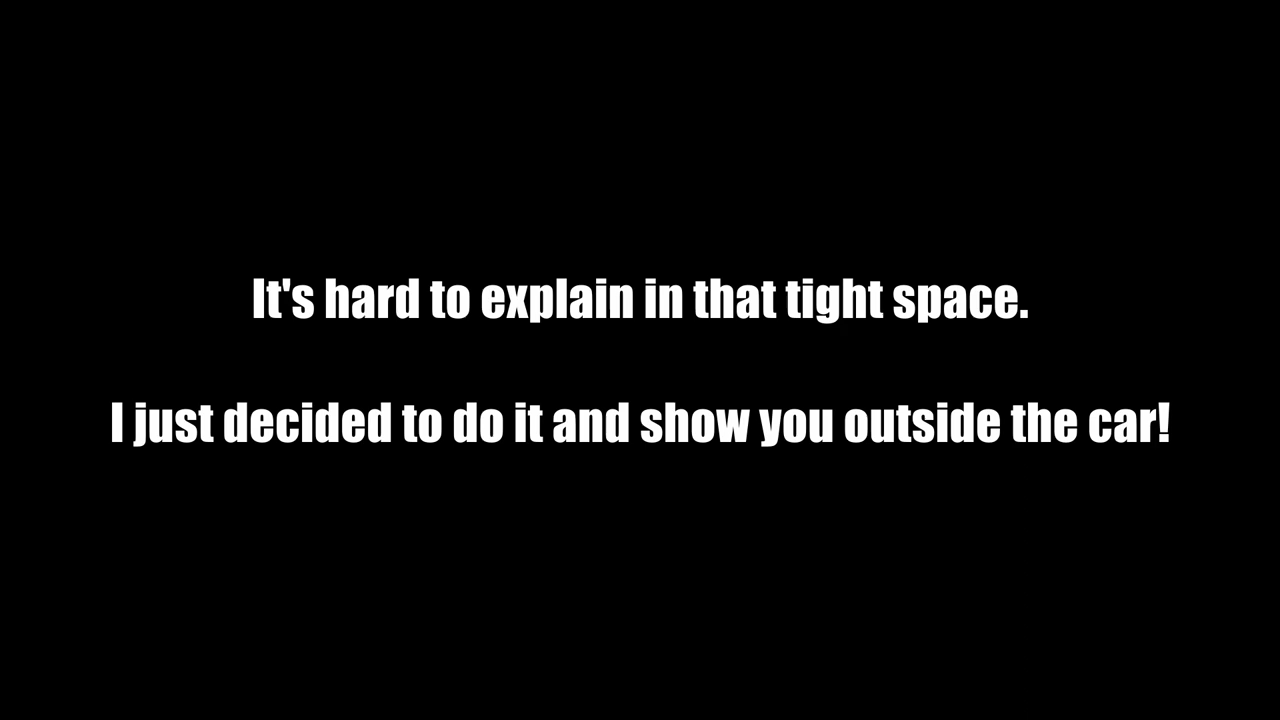 It's hard to explain in that tight space.
I just decided to do it and show you outside the car!